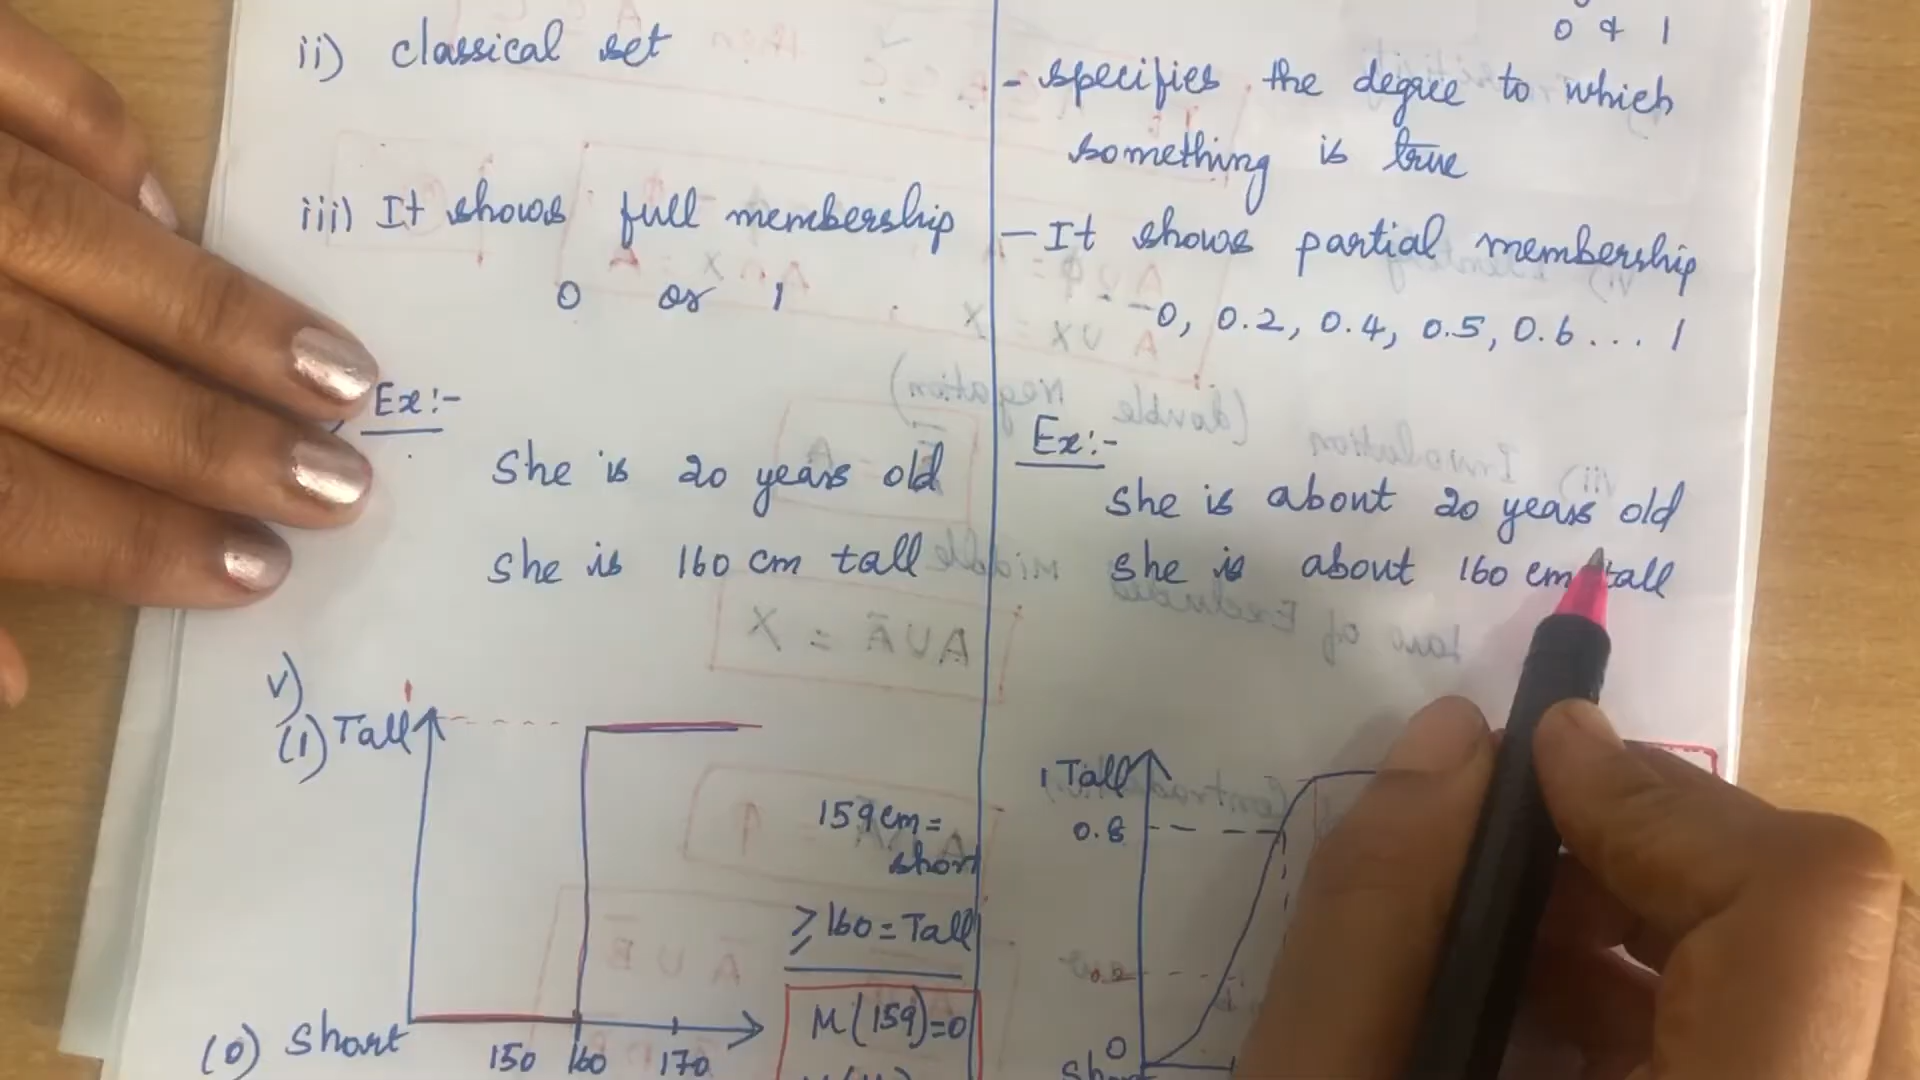 ii) classical set
iii) It shows full membership
0 or 1
Ex:-
She is 20 years old
She is 160 cm tall
v)
(1) Tall
159 cm =
short
≥ 160 = Tall
M(159)=0
(0) Short
150 160 170
0 & 1
- specifies the degree to which
something is true
- It shows partial membership
0, 0.2, 0.4, 0.5, 0.6 ... 1
Ex:-
She is about 20 years old
She is about 160 cm tall
1 Tall
0.8
0.2
0